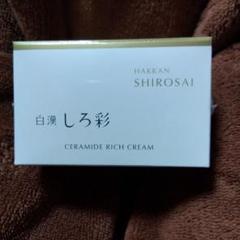 HAKKAN
SHIROSAI
白漢 しろ彩
CERAMIDE RICH CREAM